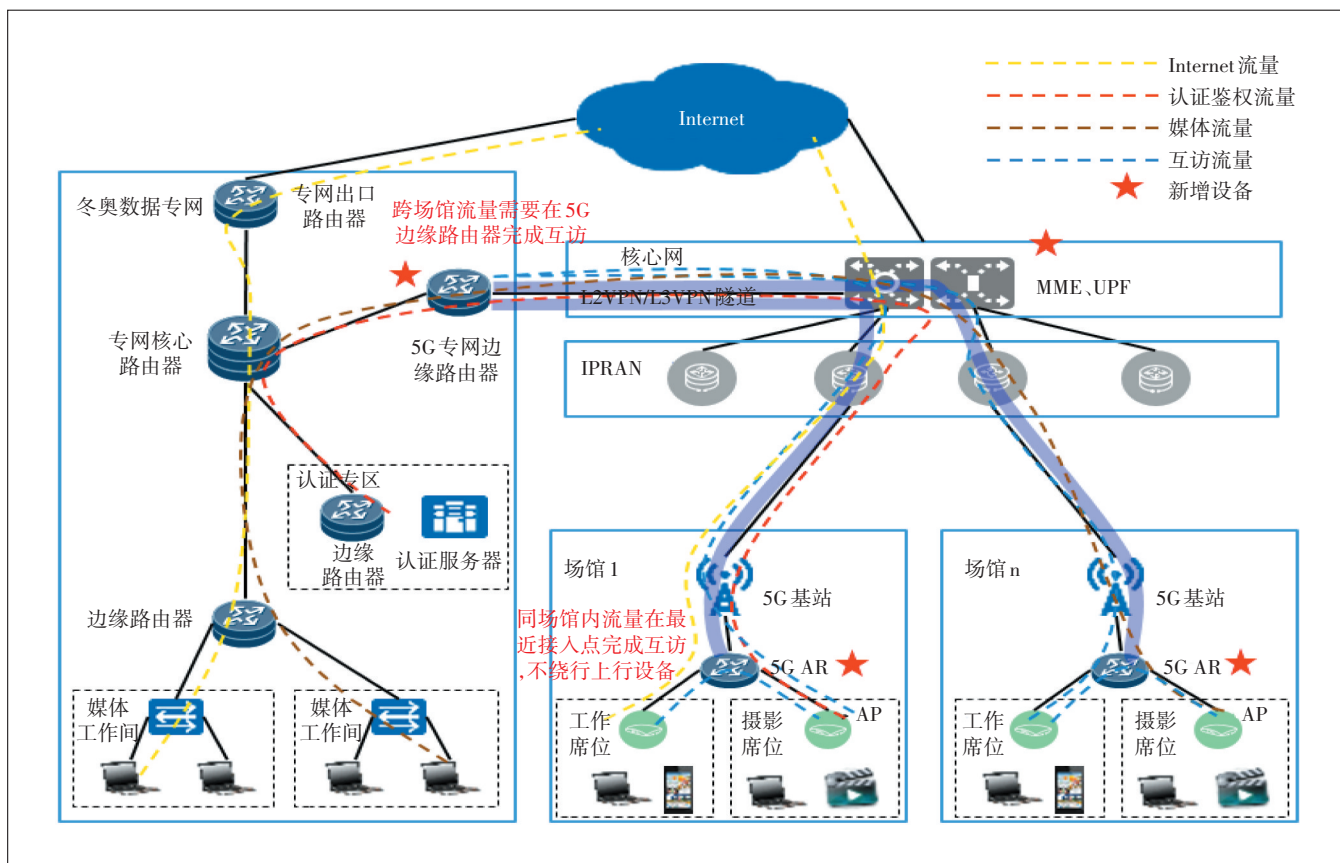 Internet流量
认证鉴权流量
媒体流量
互访流量
新增设备
Internet
冬奥数据专网
专网出口
路由器
跨场馆流量需要在5G
边缘路由器完成互访
核心网
L2VPN/L3VPN隧道
MME、UPF
专网核心
路由器
5G专网边
缘路由器
IPRAN
认证专区
边缘
路由器
认证服务器
边缘路由器
媒体
工作间
媒体
工作间
场馆1
5G基站
同场馆内流量在最
近接入点完成互访
,不绕行上行设备
5G AR
工作
席位
摄影
席位
AP
场馆n
5G基站
5G AR
工作
席位
摄影
席位
AP